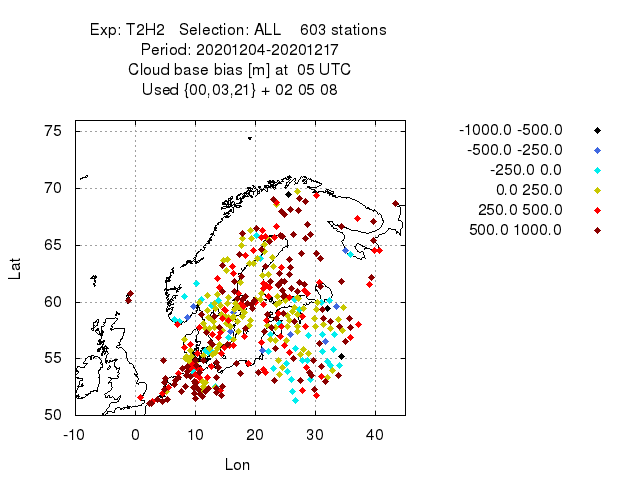 Exp: T2H2 Selection: ALL 603 stations
Period: 20201204-20201217
Cloud base bias [m] at 05 UTC
Used {00,03,21} + 02 05 08
-1000.0 -500.0
-500.0 -250.0
-250.0 0.0
0.0 250.0
250.0 500.0
500.0 1000.0
75
70
65
60
55
50
Lat
-10 0 10 20 30 40
Lon